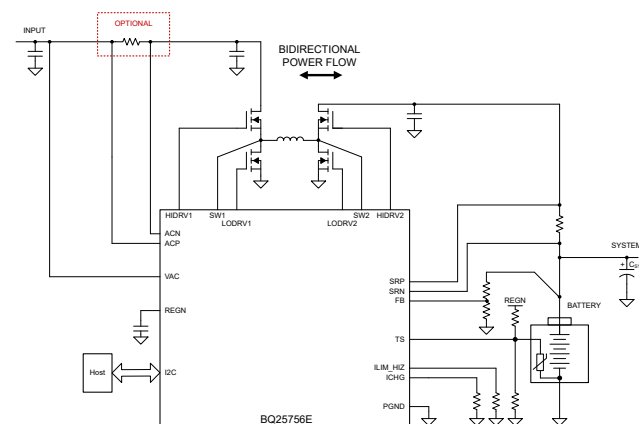 INPUT
OPTIONAL
BIDIRECTIONAL
POWER FLOW
HIDRV1
SW1
LODRV1
LODRV2
SW2
HIDRV2
ACN
ACP
VAC
REGN
Host
I2C
SRP
SRN
FB
TS
ILIM_HIZ
ICHG
PGND
REGN
SYSTEM
+
BATTERY
BQ25756E